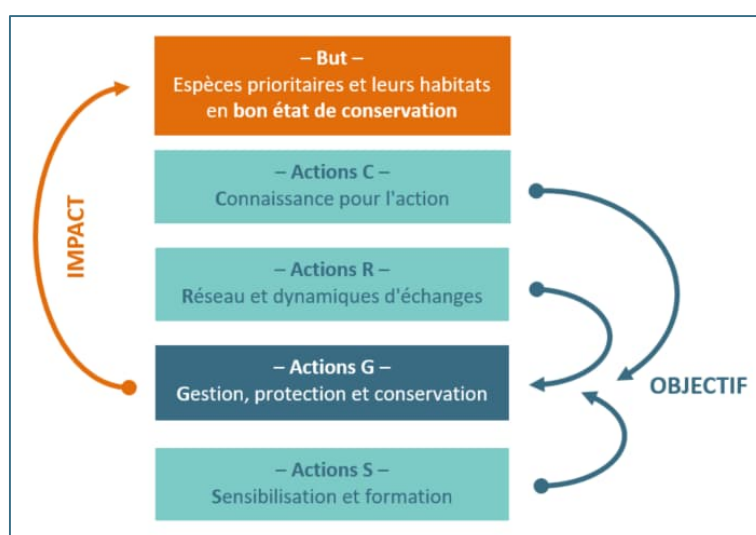 – But –
Espèces prioritaires et leurs habitats
en bon état de conservation
– Actions C –
Connaissance pour l'action
IMPACT
– Actions R –
Réseau et dynamiques d'échanges
– Actions G –
Gestion, protection et conservation
OBJECTIF
– Actions S –
Sensibilisation et formation